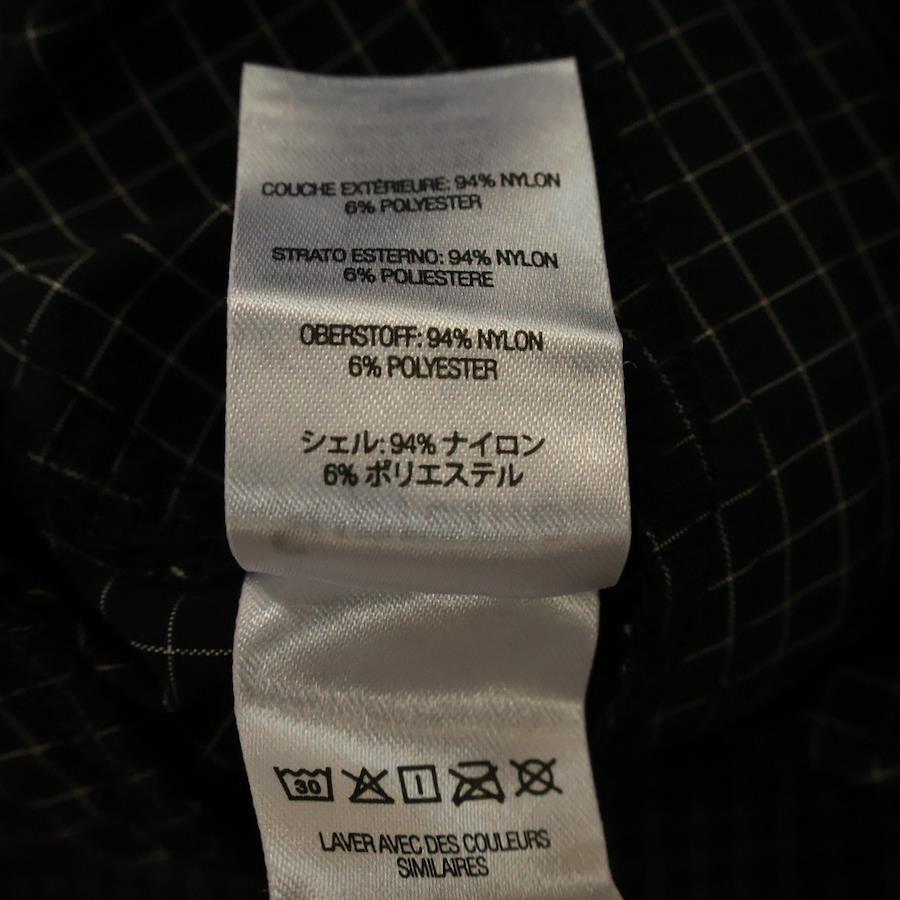 COUCHE EXTÉRIEURE: 94% NYLON
6% POLYESTER
STRATO ESTERNO: 94% NYLON
6% POLIESTERE
OBERSTOFF: 94% NYLON
6% POLYESTER
シェル: 94% ナイロン
6% ポリエステル
30
LAVER AVEC DES COULEURS
SIMILAIRES